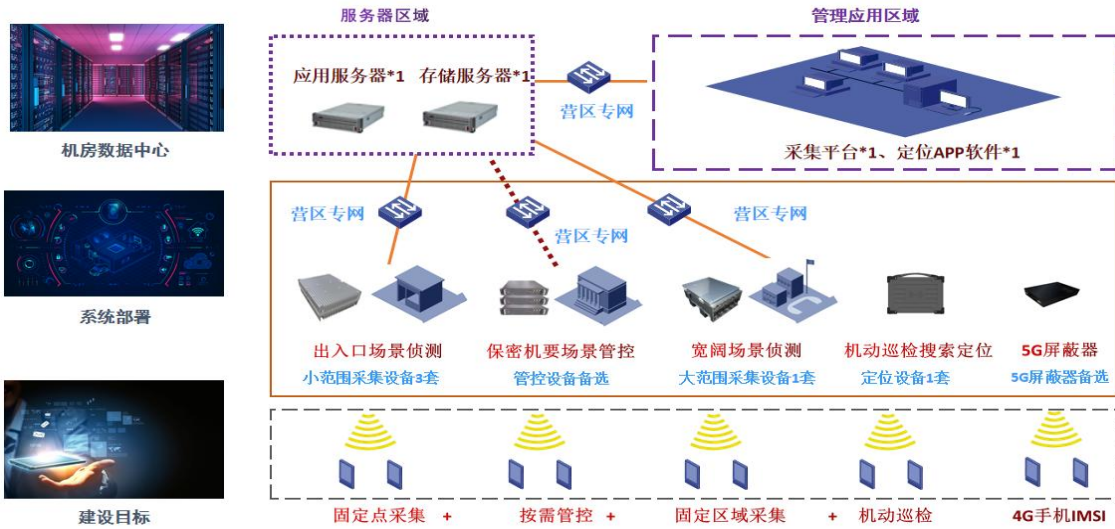 服务器区域
管理应用区域
应用服务器*1 存储服务器*1
营区专网
采集平台*1、定位APP软件*1
机房数据中心
营区专网
营区专网
营区专网
系统部署
出入口场景侦测
保密机要场景管控
宽阔场景侦测
机动巡检搜索定位
5G屏蔽器
小范围采集设备3套
管控设备备选
大范围采集设备1套
定位设备1套
5G屏蔽器备选
建设目标
固定点采集 + 按需管控 + 固定区域采集 + 机动巡检 4G手机IMSI